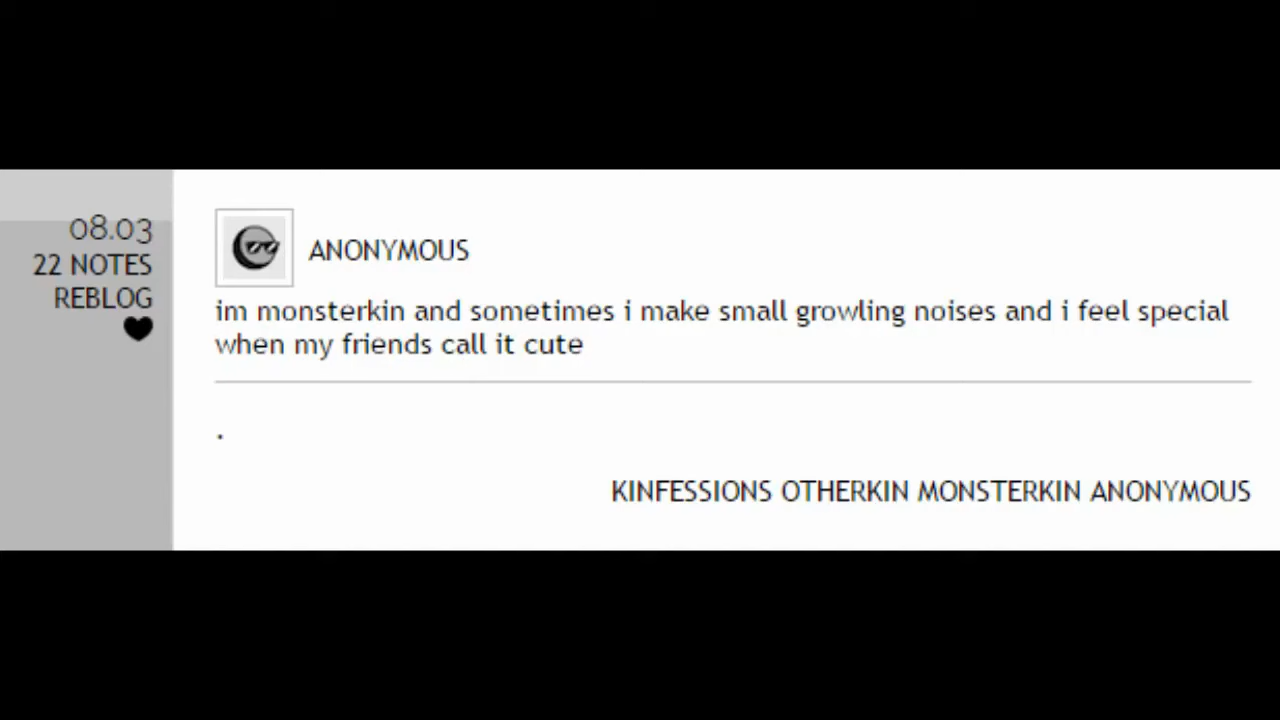 08.03
22 NOTES
REBLOG
ANONYMOUS
im monsterkin and sometimes i make small growling noises and i feel special
when my friends call it cute
.
KINFESSIONS OTHERKIN MONSTERKIN ANONYMOUS